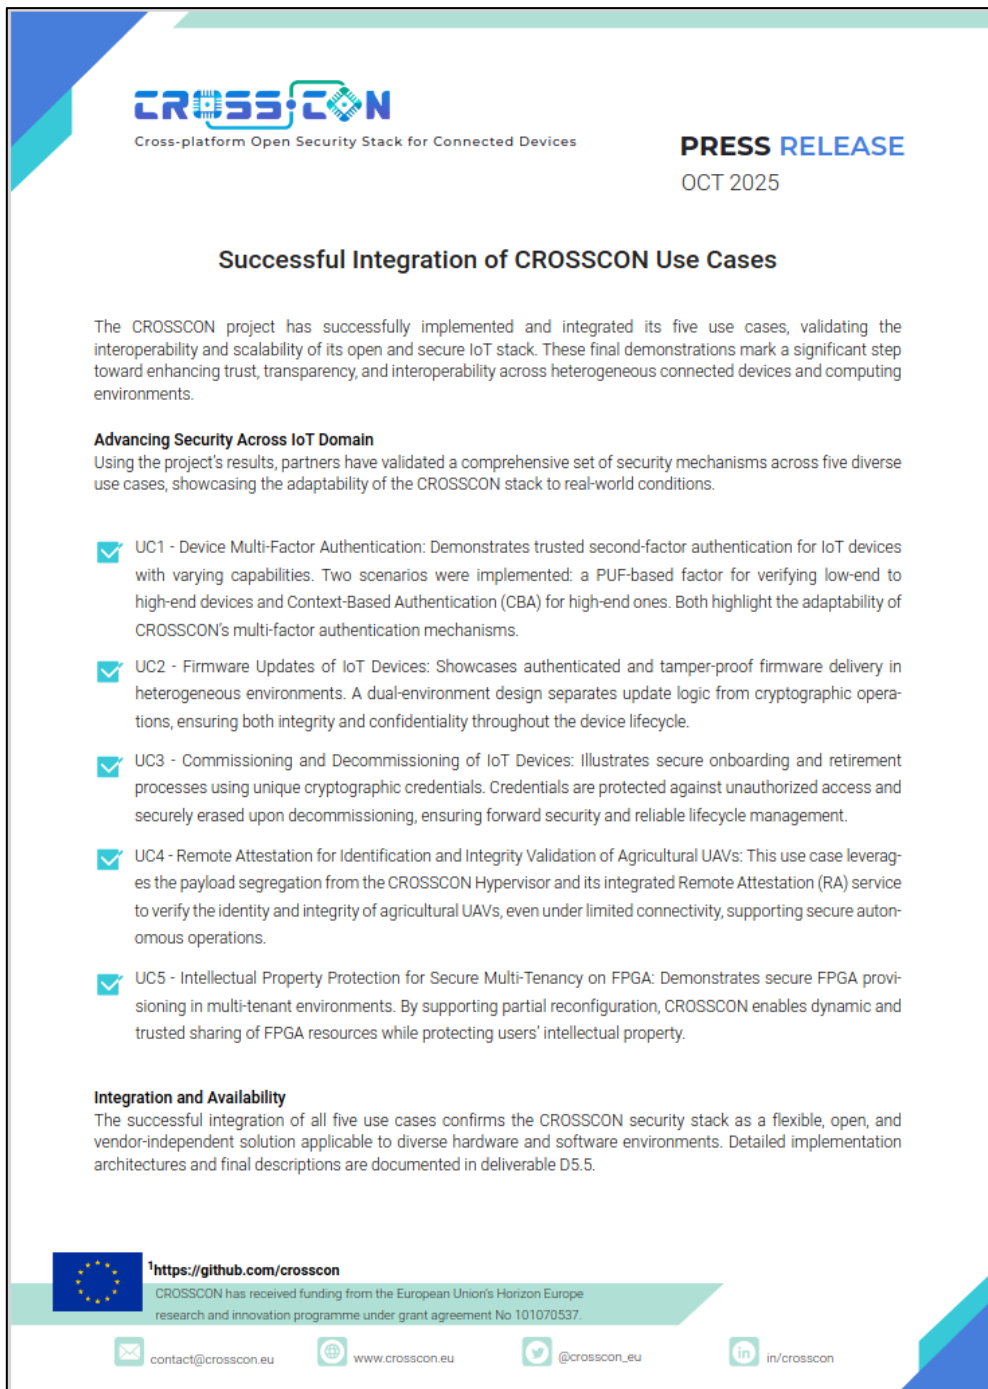 CROSSCON
Cross-platform Open Security Stack for Connected Devices
PRESS RELEASE
OCT 2025
Successful Integration of CROSSCON Use Cases
The CROSSCON project has successfully implemented and integrated its five use cases, validating the
interoperability and scalability of its open and secure IoT stack. These final demonstrations mark a significant step
toward enhancing trust, transparency, and interoperability across heterogeneous connected devices and computing
environments.
Advancing Security Across IoT Domain
Using the project's results, partners have validated a comprehensive set of security mechanisms across five diverse
use cases, showcasing the adaptability of the CROSSCON stack to real-world conditions.
UC1 - Device Multi-Factor Authentication: Demonstrates trusted second-factor authentication for IoT devices
with varying capabilities. Two scenarios were implemented: a PUF-based factor for verifying low-end to
high-end devices and Context-Based Authentication (CBA) for high-end ones. Both highlight the adaptability of
CROSSCON's multi-factor authentication mechanisms.
UC2 - Firmware Updates of IoT Devices: Showcases authenticated and tamper-proof firmware delivery in
heterogeneous environments. A dual-environment design separates update logic from cryptographic opera-
tions, ensuring both integrity and confidentiality throughout the device lifecycle.
UC3 - Commissioning and Decommissioning of IoT Devices: Illustrates secure onboarding and retirement
processes using unique cryptographic credentials. Credentials are protected against unauthorized access and
securely erased upon decommissioning, ensuring forward security and reliable lifecycle management.
UC4 - Remote Attestation for Identification and Integrity Validation of Agricultural UAVs: This use case leverag-
es the payload segregation from the CROSSCON Hypervisor and its integrated Remote Attestation (RA) service
to verify the identity and integrity of agricultural UAVs, even under limited connectivity, supporting secure auton-
omous operations.
UC5 - Intellectual Property Protection for Secure Multi-Tenancy on FPGA: Demonstrates secure FPGA provi-
sioning in multi-tenant environments. By supporting partial reconfiguration, CROSSCON enables dynamic and
trusted sharing of FPGA resources while protecting users' intellectual property.
Integration and Availability
The successful integration of all five use cases confirms the CROSSCON security stack as a flexible, open, and
vendor-independent solution applicable to diverse hardware and software environments. Detailed implementation
architectures and final descriptions are documented in deliverable D5.5.
1https://github.com/crosscon
CROSSCON has received funding from the European Union's Horizon Europe
research and innovation programme under grant agreement No 101070537.
contact@crosscon.eu
www.crosscon.eu
@crosscon_eu
in/crosscon